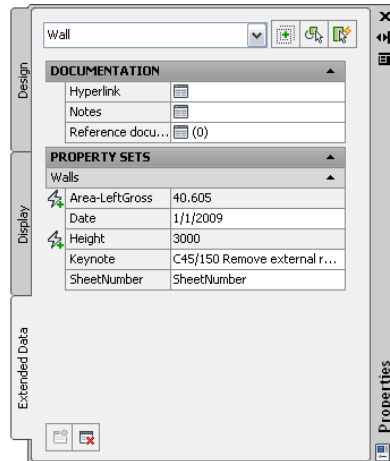 Wall
Design
DOCUMENTATION
Hyperlink
Notes
Reference docu... (0)
PROPERTY SETS
Walls
Area-LeftGross 40.605
Date 1/1/2009
Display
Height 3000
Keynote C45/150 Remove external r...
SheetNumber SheetNumber
Extended Data
Properties